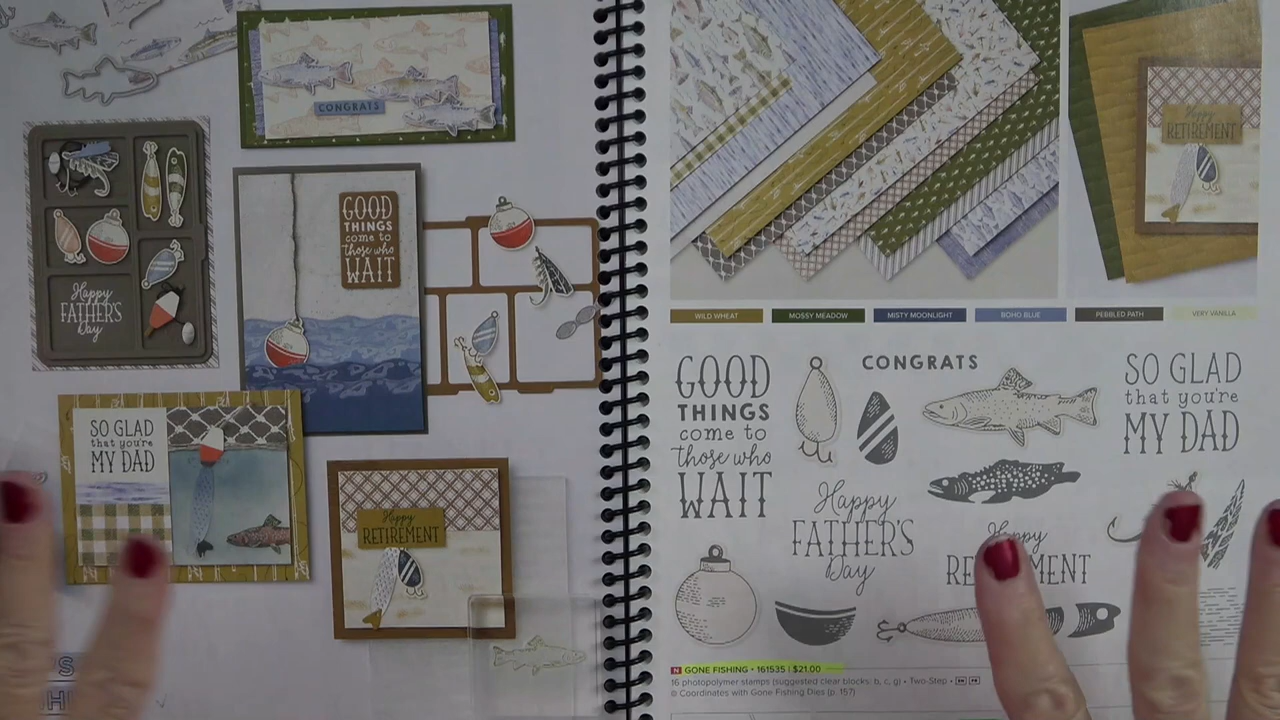 CONGRATS
GOOD
THINGS
come to
those who
WAIT
Happy
FATHER'S
Day
SO GLAD
that you're
MY DAD
Happy
RETIREMENT
Happy
RETIREMENT
WILD WHEAT
MOSSY MEADOW
MISTY MOONLIGHT
BOHO BLUE
PEBBLED PATH
VERY VANILLA
GOOD
THINGS
come to
those who
WAIT
CONGRATS
SO GLAD
that you're
MY DAD
Happy
FATHER'S
Day
Happy
N GONE FISHING • 161535 | $21.00
16 photopolymer stamps (suggested clear blocks: b, c, g) • Two-Step •
Coordinates with Gone Fishing Dies (p. 157)